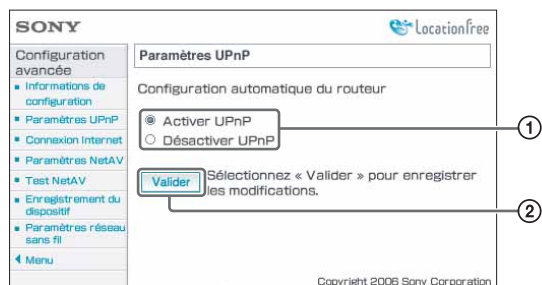 SONY
LocationFree
Configuration avancée
Informations de configuration
Paramètres UPnP
Connexion Internet
Paramètres NetAV
Test NetAV
Enregistrement du dispositif
Paramètres réseau sans fil
Menu
Paramètres UPnP
Configuration automatique du routeur
Activer UPnP
Désactiver UPnP
1
Valider
Sélectionnez « Valider » pour enregistrer
les modifications.
2
Copyright 2006 Sony Corporation